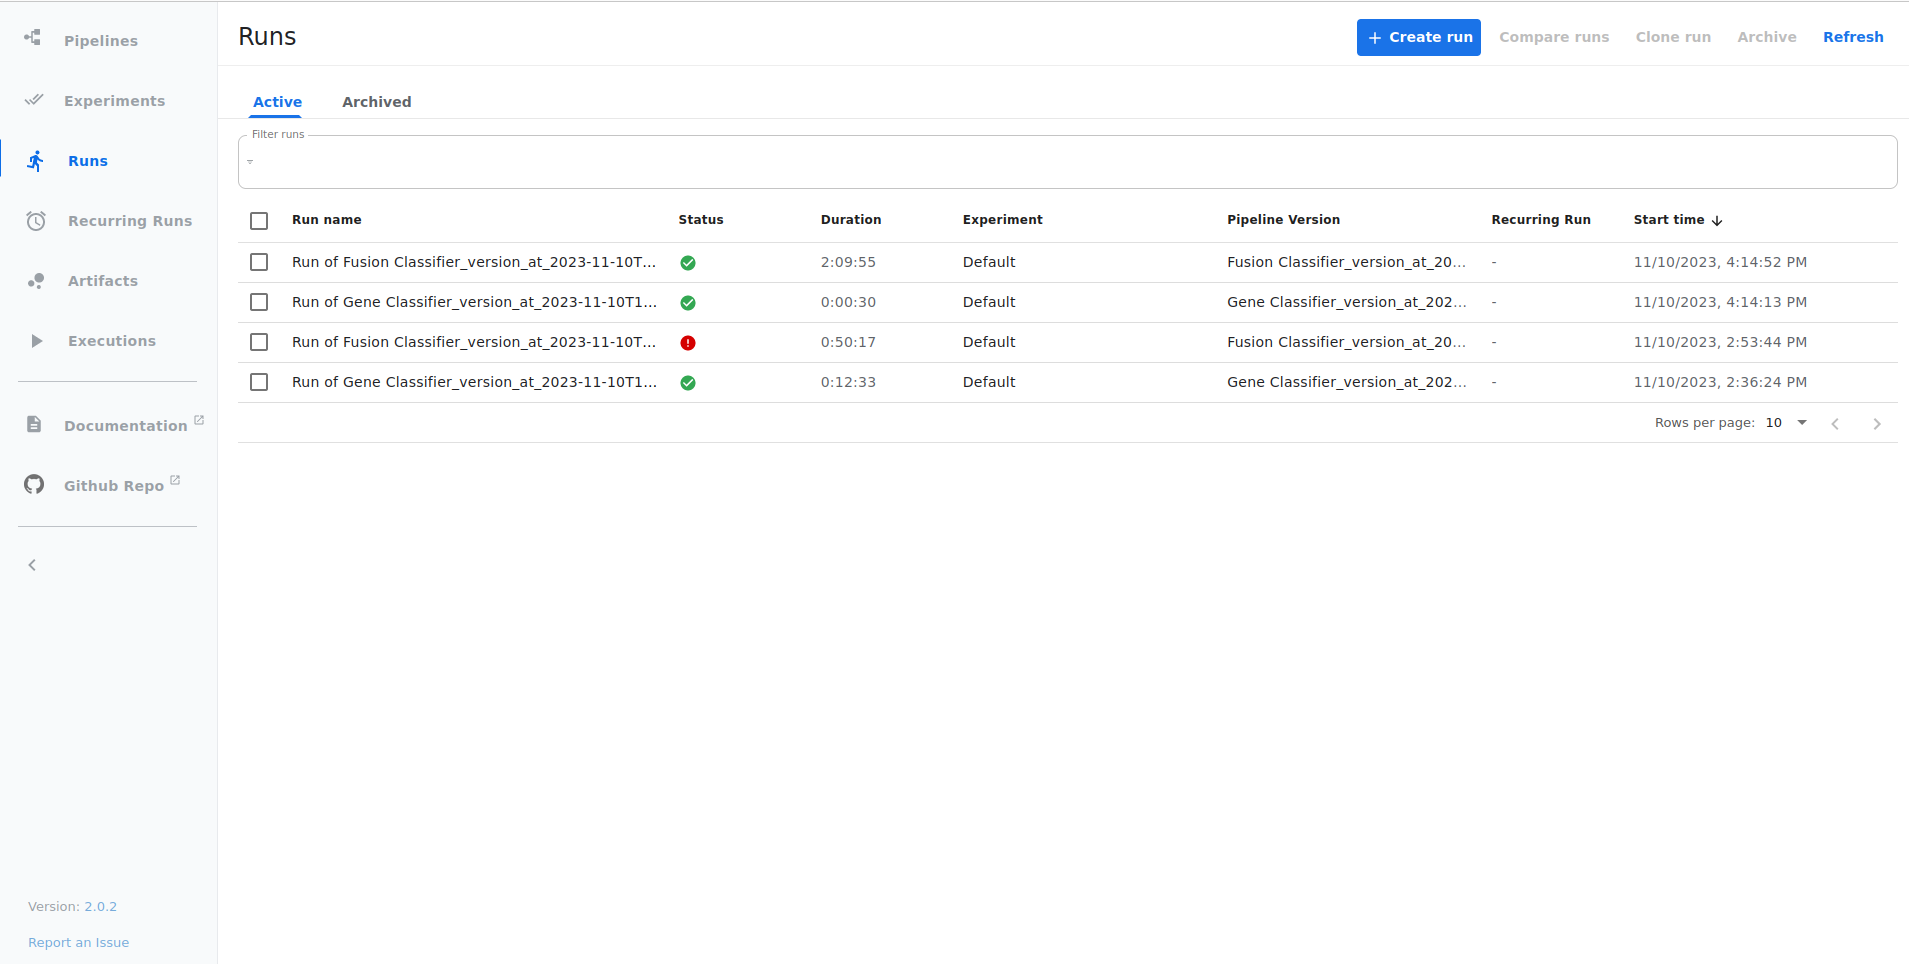 Pipelines
Experiments
Runs
Recurring Runs
Artifacts
Executions
Documentation
Github Repo
Version: 2.0.2
Report an Issue
Runs
+ Create run Compare runs Clone run Archive Refresh
Active Archived
Filter runs
Run name Status Duration Experiment Pipeline Version Recurring Run Start time
Run of Fusion Classifier_version_at_2023-11-10T... 2:09:55 Default Fusion Classifier_version_at_20... - 11/10/2023, 4:14:52 PM
Run of Gene Classifier_version_at_2023-11-10T1... 0:00:30 Default Gene Classifier_version_at_202... - 11/10/2023, 4:14:13 PM
Run of Fusion Classifier_version_at_2023-11-10T... 0:50:17 Default Fusion Classifier_version_at_20... - 11/10/2023, 2:53:44 PM
Run of Gene Classifier_version_at_2023-11-10T1... 0:12:33 Default Gene Classifier_version_at_202... - 11/10/2023, 2:36:24 PM
Rows per page: 10